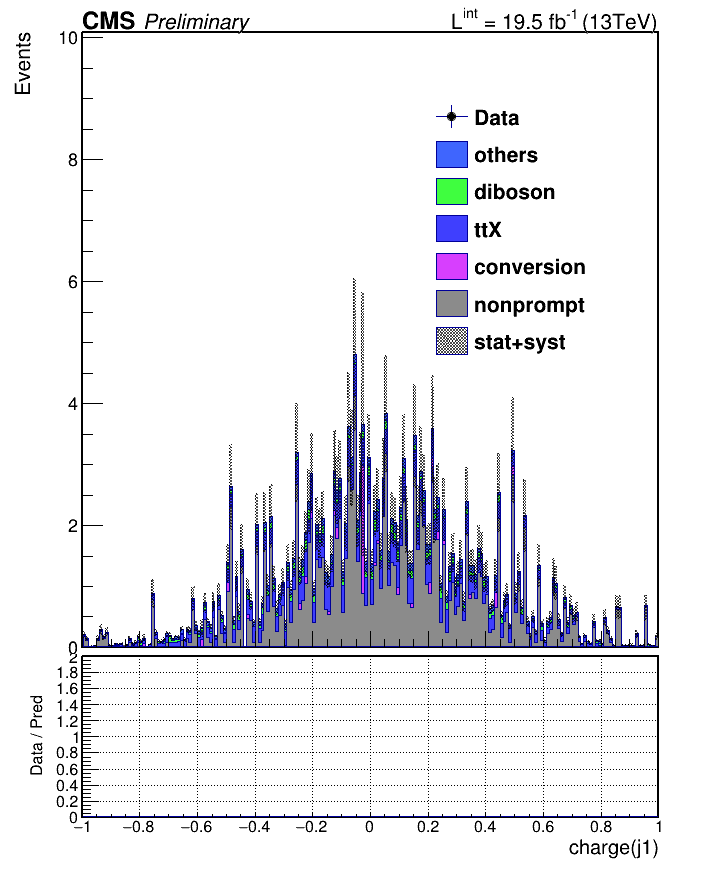 CMS Preliminary
L^int = 19.5 fb^-1 (13TeV)
Events
10
8
6
4
2
0
Data
others
diboson
ttX
conversion
nonprompt
stat+syst
Data / Pred
2
1.8
1.6
1.4
1.2
1
0.8
0.6
0.4
0.2
0
−1 −0.8 −0.6 −0.4 −0.2 0 0.2 0.4 0.6 0.8 1
charge(j1)